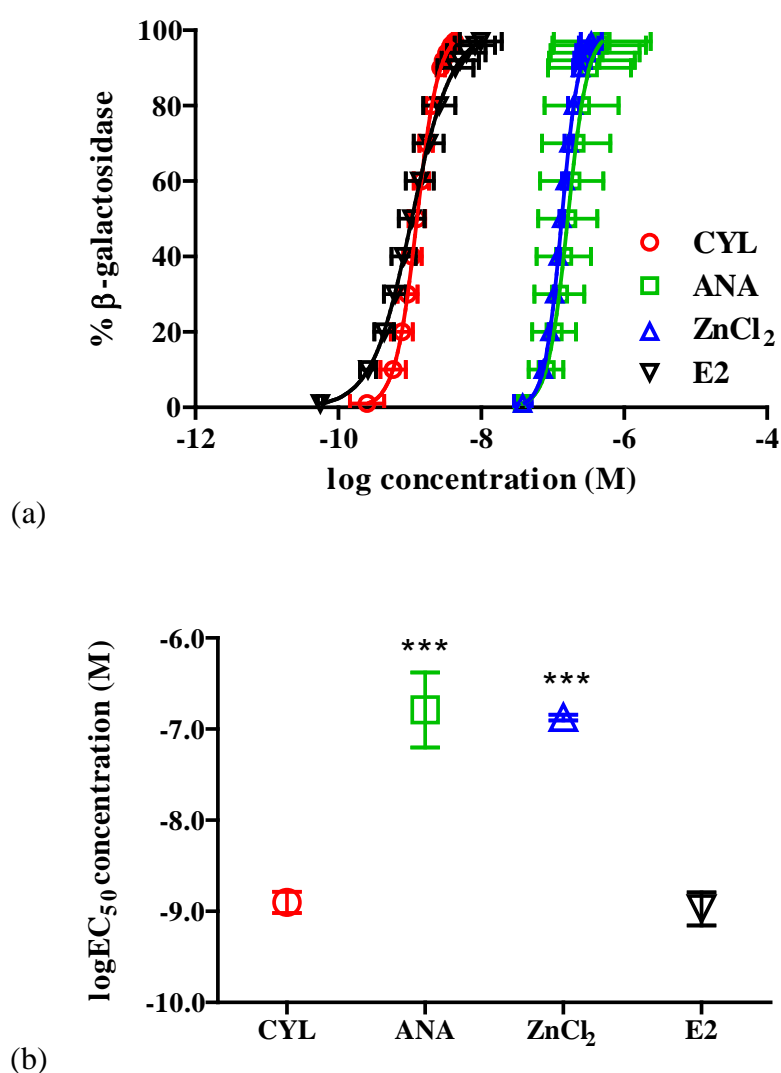 100
80
60
40
20
0
% β-galactosidase
-12 -10 -8 -6 -4
log concentration (M)
CYL
ANA
ZnCl₂
E2
(a)
-6.0
-7.0
-8.0
-9.0
-10.0
logEC₅₀ concentration (M)
***
***
CYL ANA ZnCl₂ E2
(b)